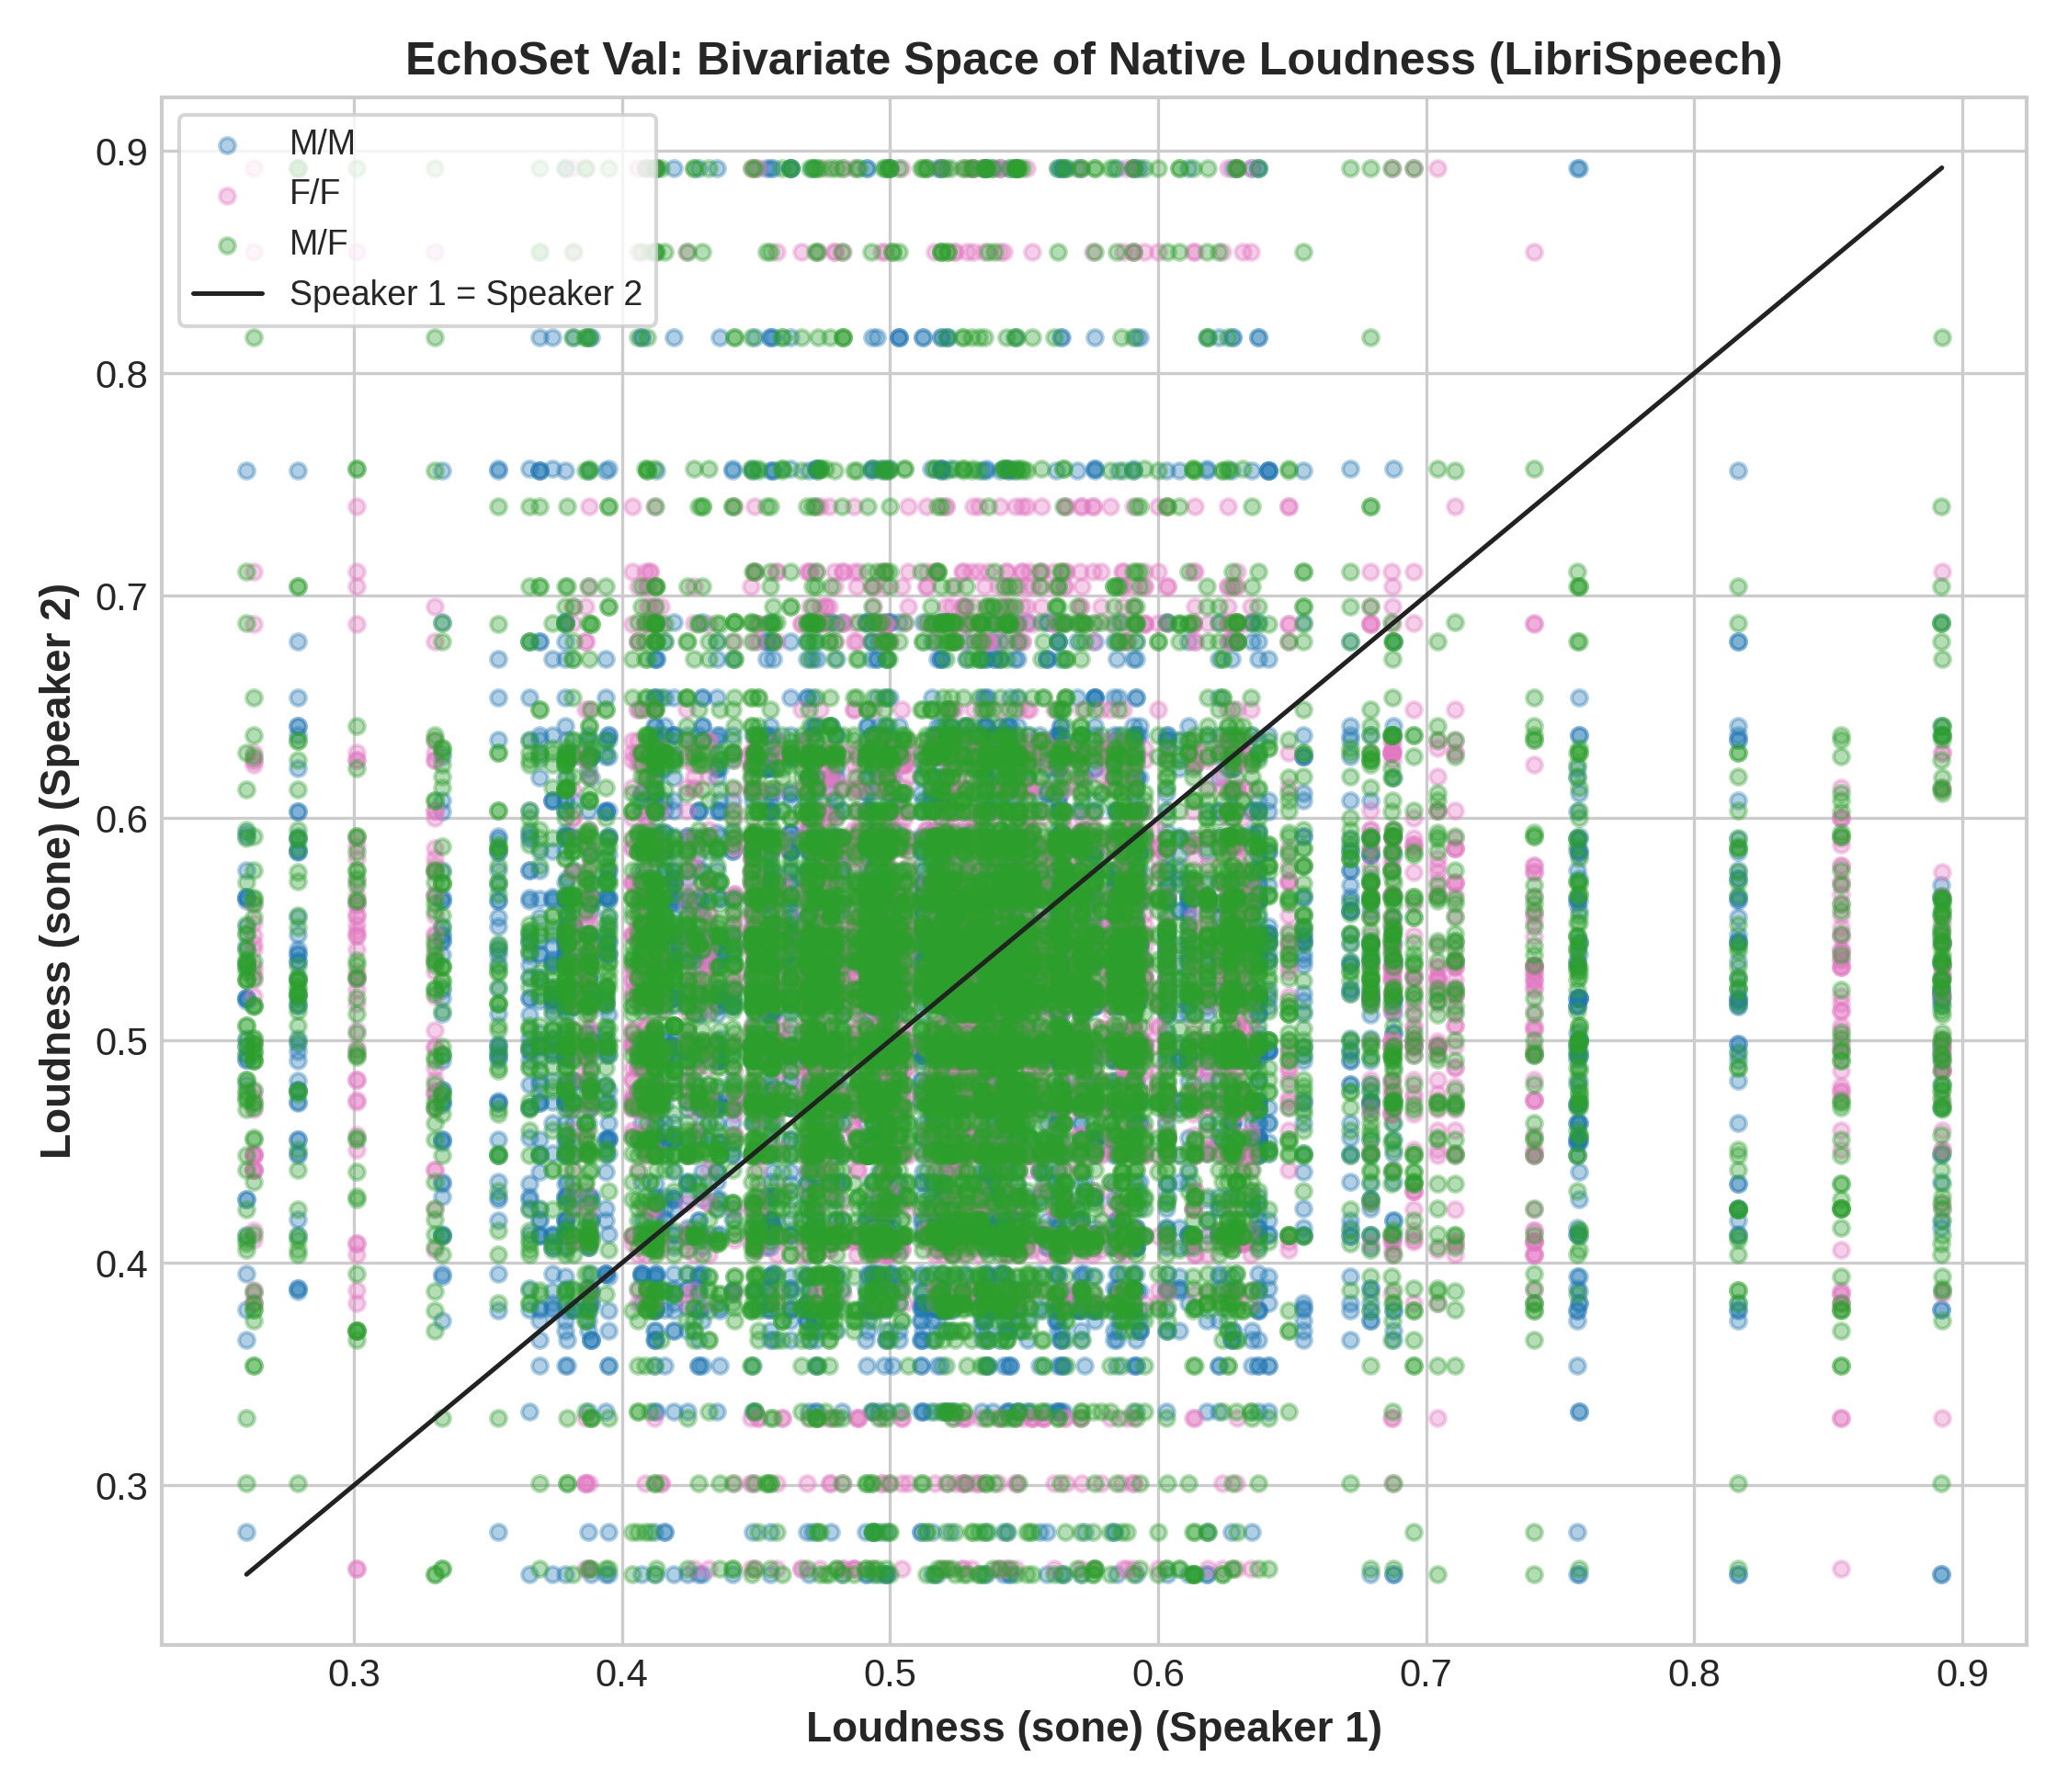 EchoSet Val: Bivariate Space of Native Loudness (LibriSpeech)
M/M
F/F
M/F
Speaker 1 = Speaker 2
Loudness (sone) (Speaker 2)
0.9
0.8
0.7
0.6
0.5
0.4
0.3
0.3 0.4 0.5 0.6 0.7 0.8 0.9
Loudness (sone) (Speaker 1)